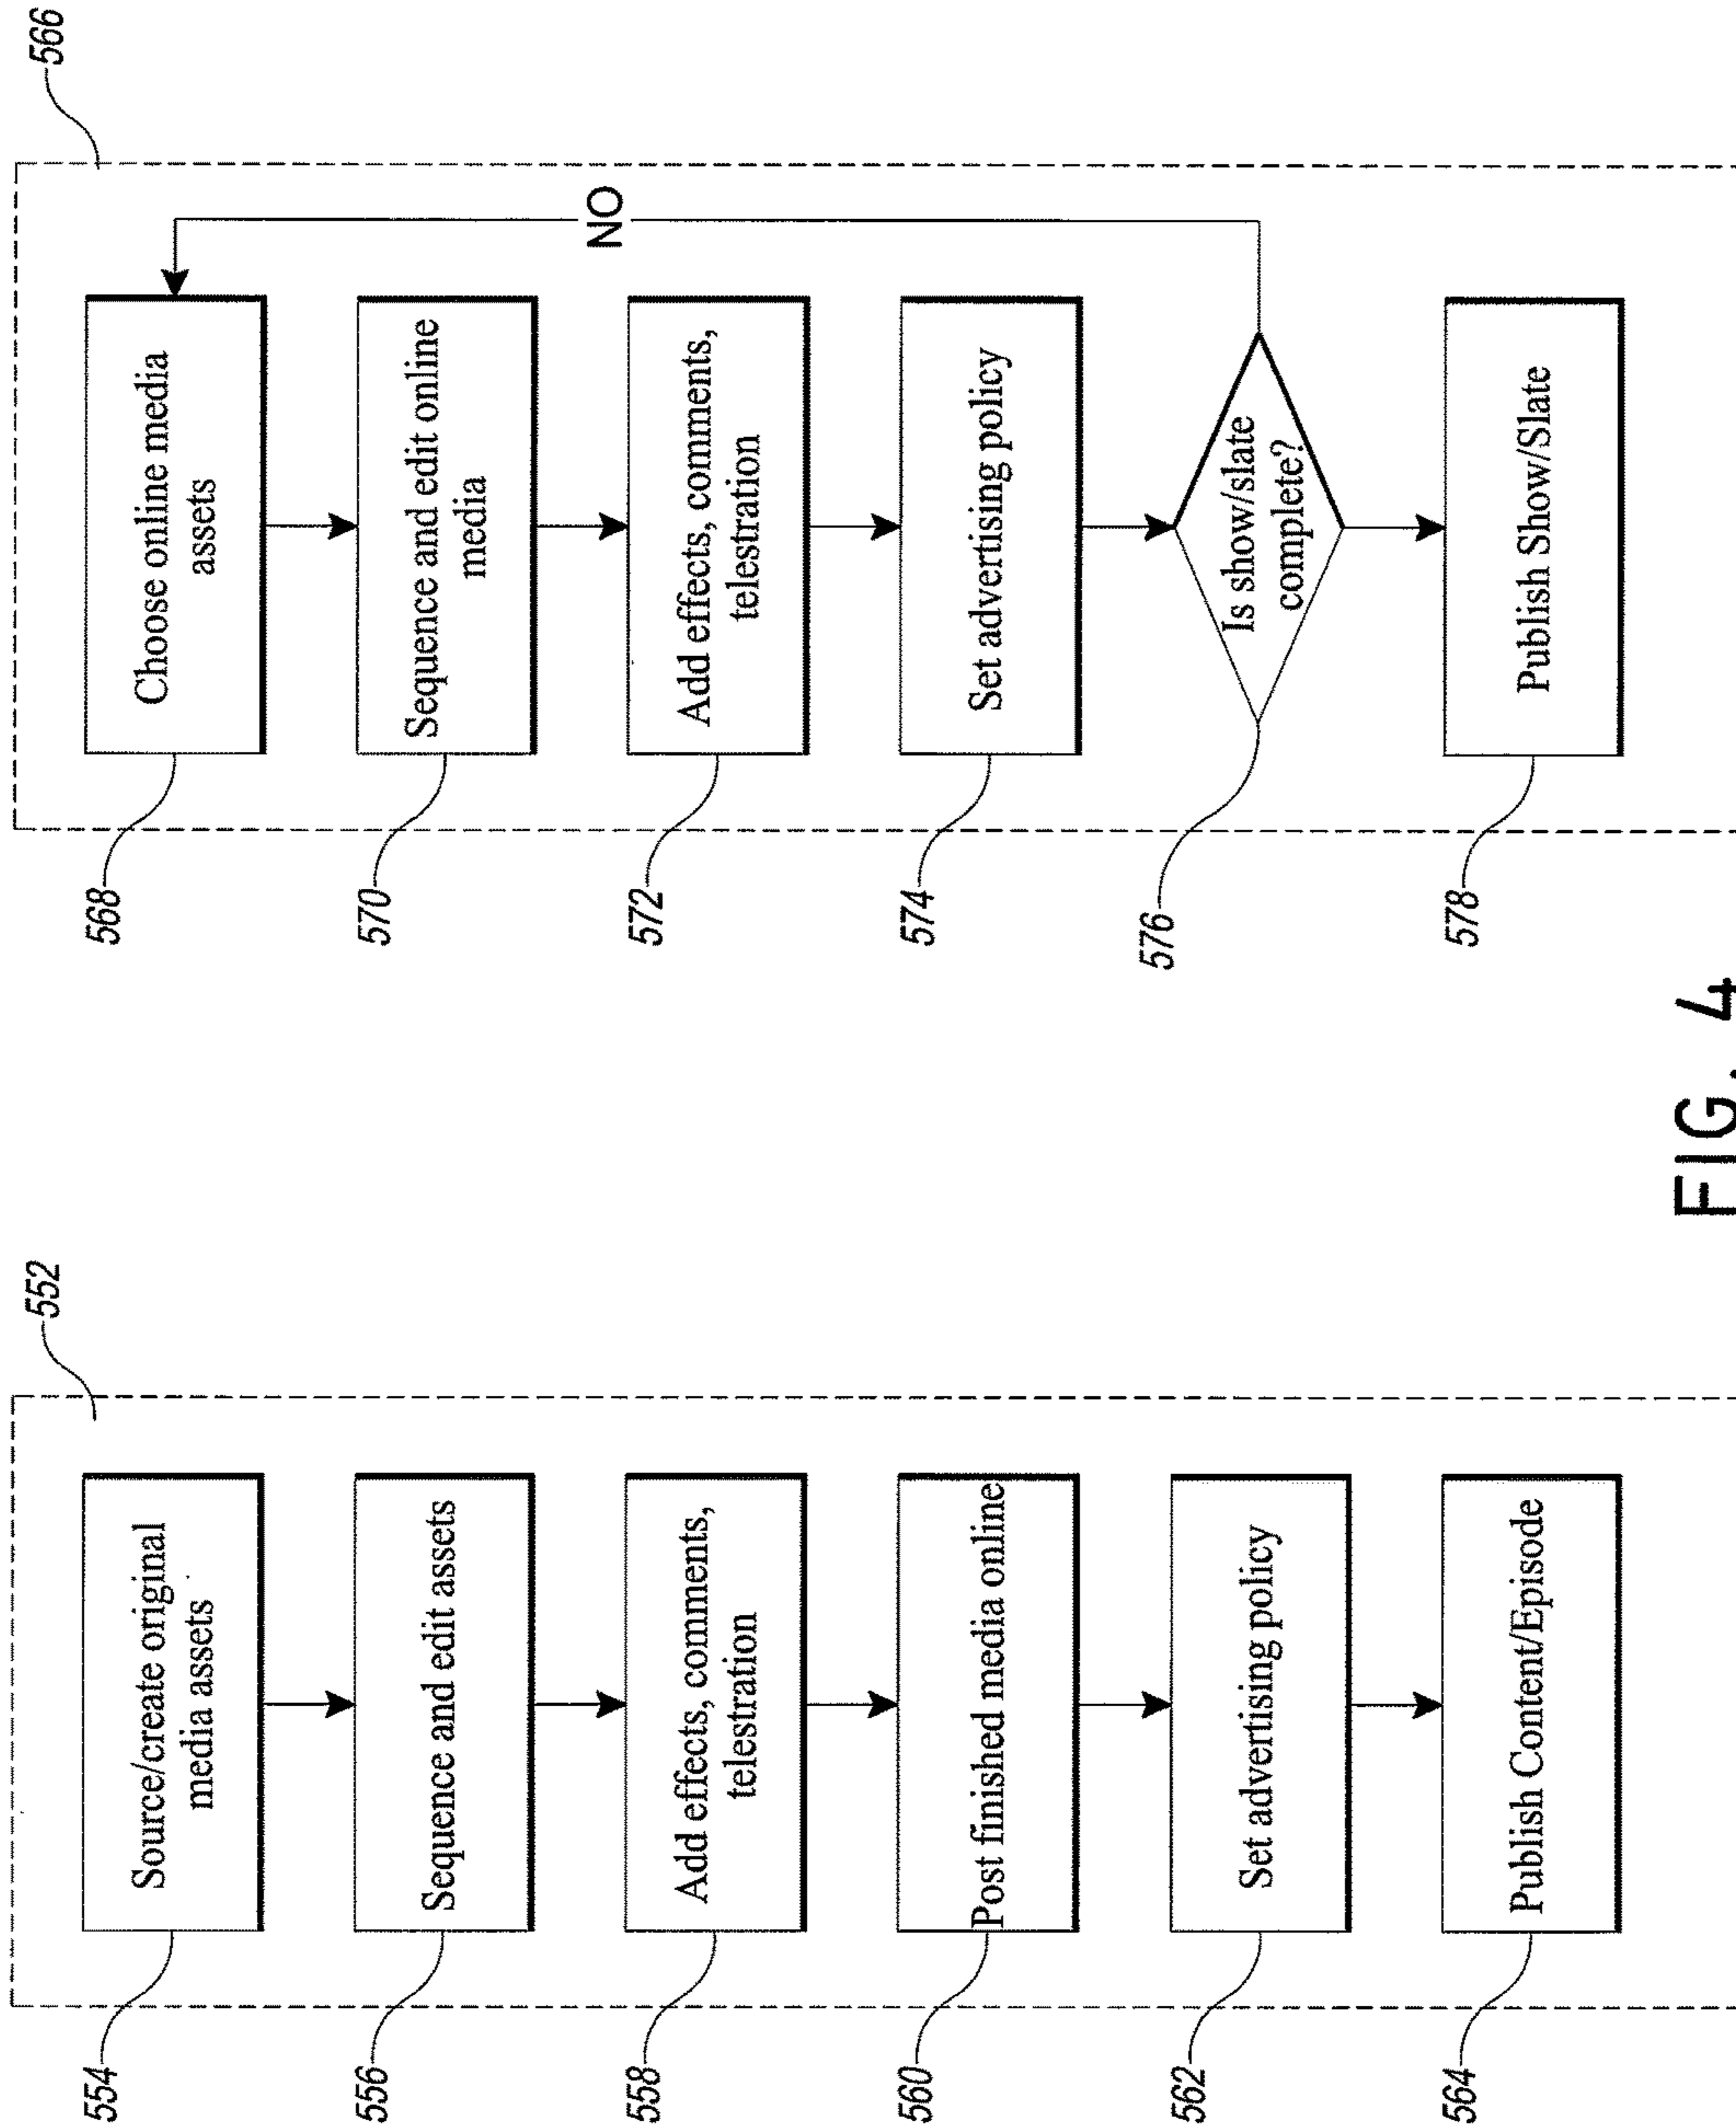 552
554
Source/create original
media assets
556
Sequence and edit assets
558
Add effects, comments,
telestration
560
Post finished media online
562
Set advertising policy
564
Publish Content/Episode
566
568
Choose online media
assets
570
Sequence and edit online
media
572
Add effects, comments,
telestration
574
Set advertising policy
576
Is show/slate
complete?
NO
578
Publish Show/Slate
FIG. 4